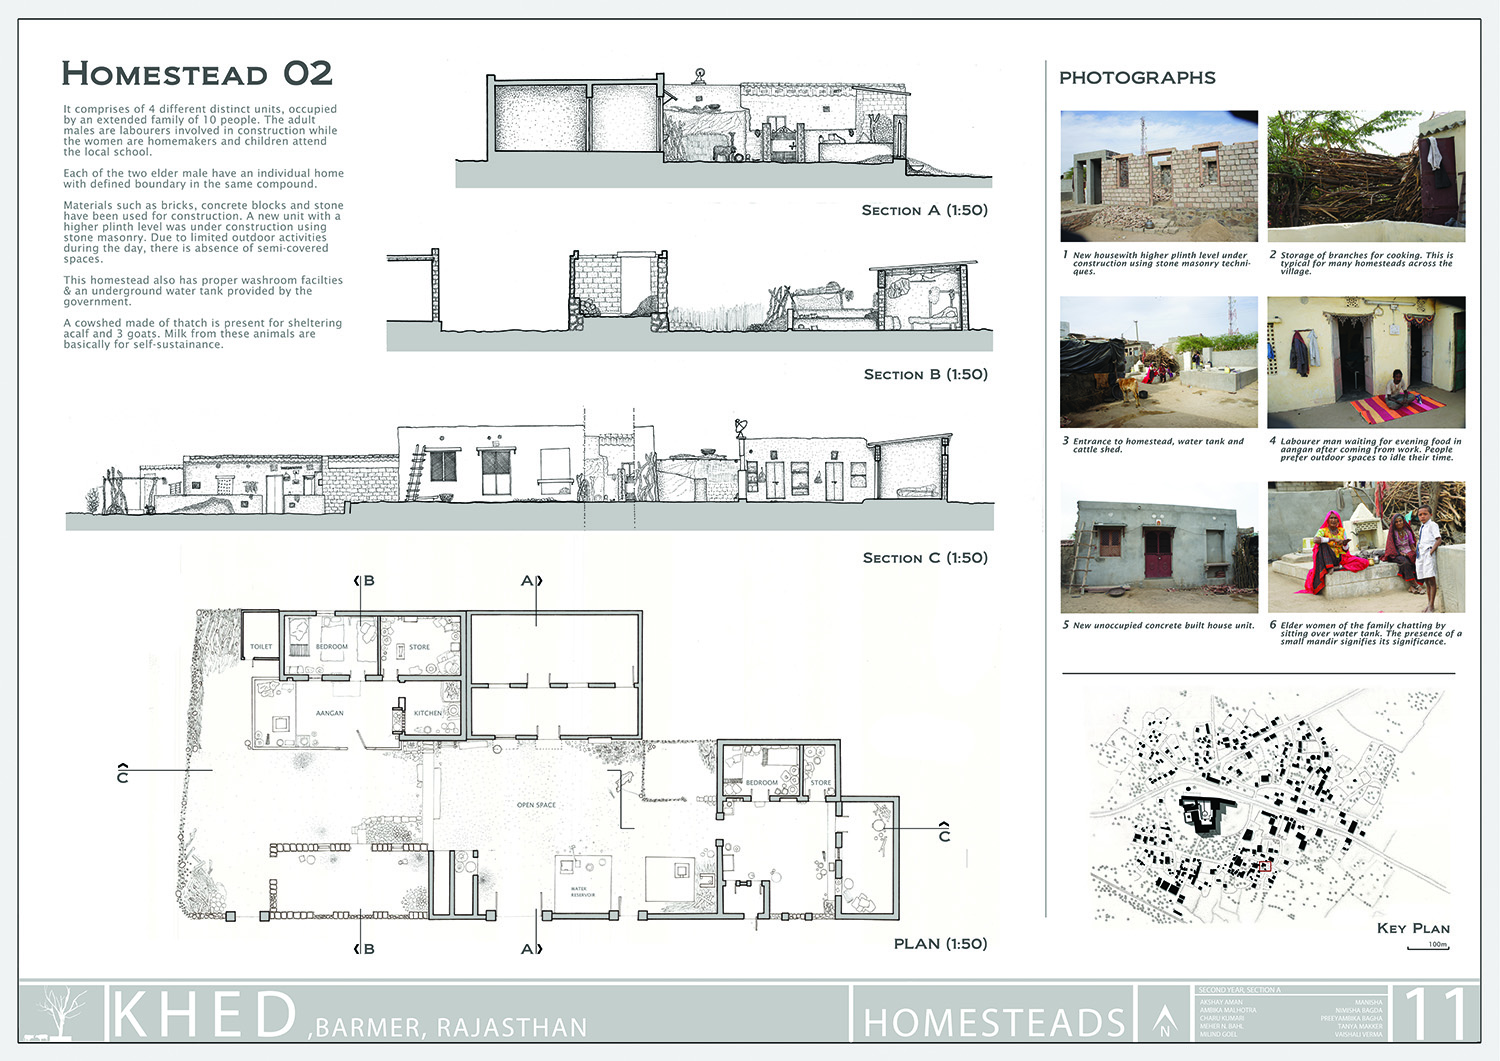 HOMESTEAD 02
It comprises of 4 different distinct units, occupied
by an extended family of 10 people. The adult
males are labourers involved in construction while
the women are homemakers and children attend
the local school.
Each of the two elder male have an individual home
with defined boundary in the same compound.
Materials such as bricks, concrete blocks and stone
have been used for construction. A new unit with a
higher plinth level was under construction using
stone masonry. Due to limited outdoor activities
during the day, there is absence of semi-covered
spaces.
This homestead also has proper washroom facilties
& an underground water tank provided by the
government.
A cowshed made of thatch is present for sheltering
acalf and 3 goats. Milk from these animals are
basically for self-sustainance.
SECTION A (1:50)
SECTION B (1:50)
SECTION C (1:50)
B
A
TOILET
BEDROOM
STORE
AANGAN
KITCHEN
C
OPEN SPACE
BEDROOM
STORE
C
WATER
RESERVOIR
B
A
PLAN (1:50)
PHOTOGRAPHS
1 New housewith higher plinth level under
construction using stone masonry techni-
ques.
2 Storage of branches for cooking. This is
typical for many homesteads across the
village.
3 Entrance to homestead, water tank and
cattle shed.
4 Labourer man waiting for evening food in
aangan after coming from work. People
prefer outdoor spaces to idle their time.
5 New unoccupied concrete built house unit.
6 Elder women of the family chatting by
sitting over water tank. The presence of a
small mandir signifies its significance.
KEY PLAN
100m
KHED ,BARMER, RAJASTHAN
HOMESTEADS
N
SECOND YEAR, SECTION A
AKSHAY AMAN
AMBIKA MALHOTRA
CHARU KUMARI
MEHER N. BAHL
MILIND GOEL
MANISHA
NIMISHA BAGDA
PREEYAMBIKA BAGHA
TANYA MAKKER
VAISHALI VERMA
11